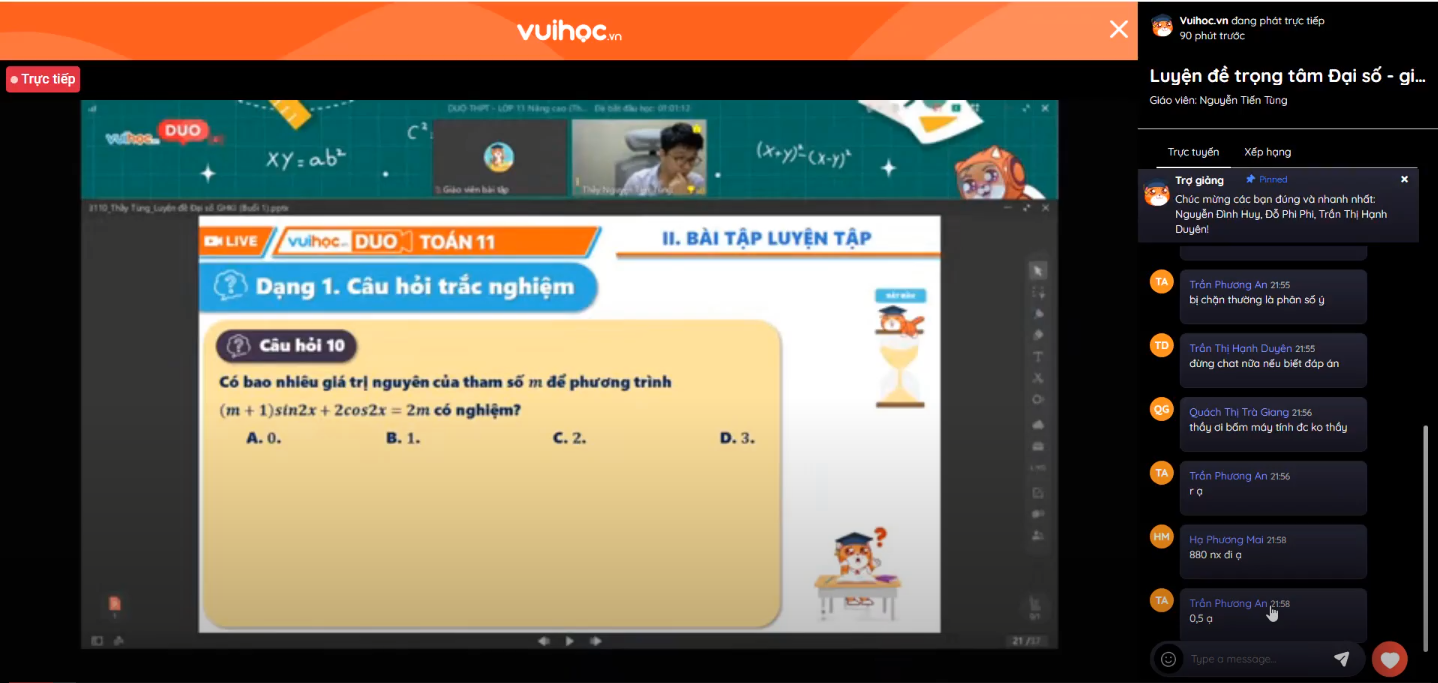 vuihọc.vn
Vuihoc.vn đang phát trực tiếp
90 phút trước
Trực tiếp
Luyện đề trọng tâm Đại số - gi...
Giáo viên: Nguyễn Tiến Tùng
DUO THPT - LỚP 11 Nâng cao (Th... Đã bắt đầu học: 01:01:12
vuihọc DUO
XY = ab²
C²
(x+y)²-(x-y)²
Giáo viên bài tập
Thầy Nguyễn Tiến Tùng
3110_Thầy Tùng_Luyện đề Đại số GHKI (Buổi 1).pptx
LIVE
vuihọc.vn DUO TOÁN 11
II. BÀI TẬP LUYỆN TẬP
Dạng 1. Câu hỏi trắc nghiệm
Câu hỏi 10
Có bao nhiêu giá trị nguyên của tham số m để phương trình
(m + 1)sin2x + 2cos2x = 2m có nghiệm?
A. 0.
B. 1.
C. 2.
D. 3.
21 /37
Trực tuyến
Xếp hạng
Trợ giảng
Pinned
Chúc mừng các bạn đúng và nhanh nhất:
Nguyễn Đình Huy, Đỗ Phi Phi, Trần Thị Hạnh
Duyên!
TA
Trần Phương An 21:55
bị chặn thường là phân số ý
TD
Trần Thị Hạnh Duyên 21:55
đừng chat nữa nếu biết đáp án
QG
Quách Thị Trà Giang 21:56
thầy ơi bấm máy tính đc ko thầy
TA
Trần Phương An 21:56
r ạ
HM
Hạ Phương Mai 21:58
880 nx đi ạ
TA
Trần Phương An 21:58
0,5 ạ
Type a message...